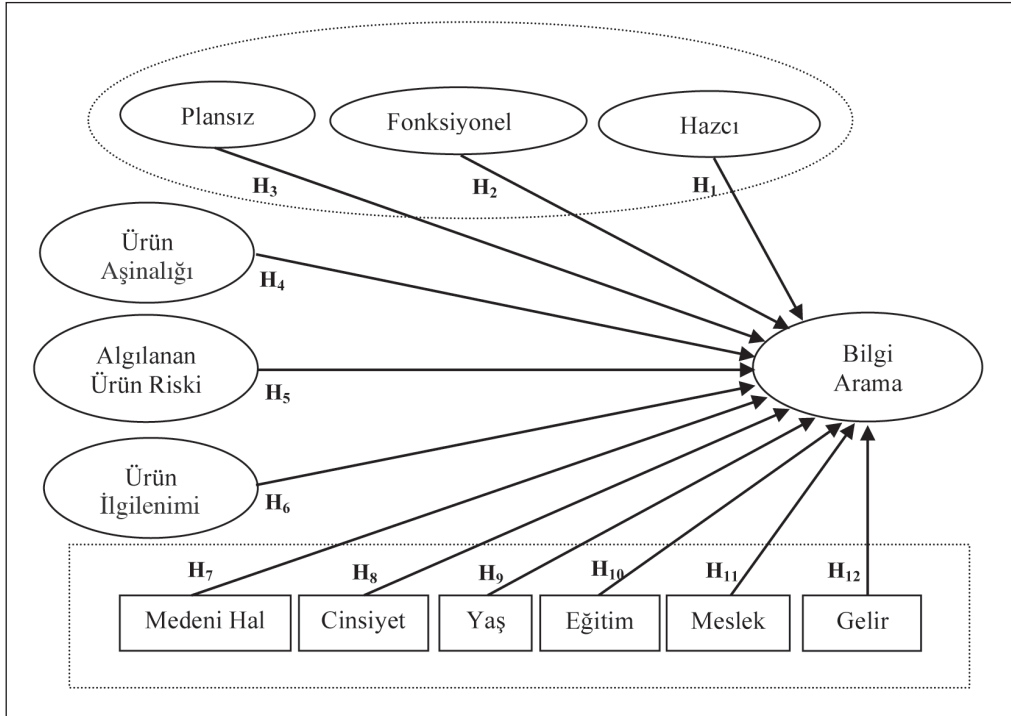 Plansız
Fonksiyonel
Hazcı
H₃
H₂
H₁
Ürün
Aşinalığı
H₄
Algılanan
Ürün Riski
H₅
Bilgi
Arama
Ürün
İlgilenimi
H₆
H₇
H₈
H₉
H₁₀
H₁₁
H₁₂
Medeni Hal
Cinsiyet
Yaş
Eğitim
Meslek
Gelir